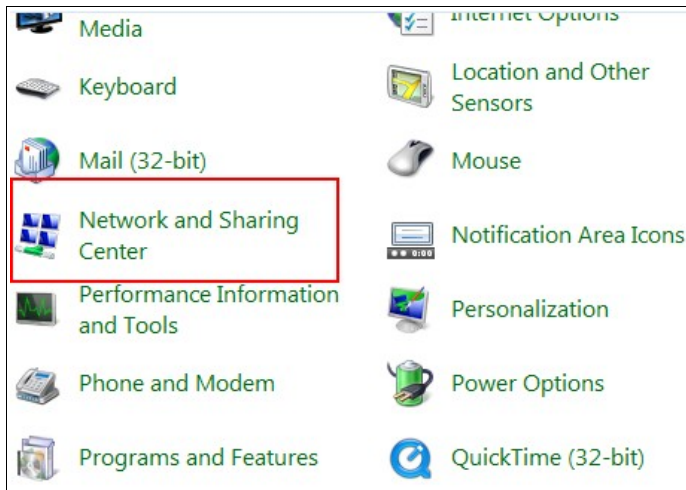 Media
Internet Options
Keyboard
Location and Other
Sensors
Mail (32-bit)
Mouse
Network and Sharing
Center
Notification Area Icons
Performance Information
and Tools
Personalization
Phone and Modem
Power Options
Programs and Features
QuickTime (32-bit)